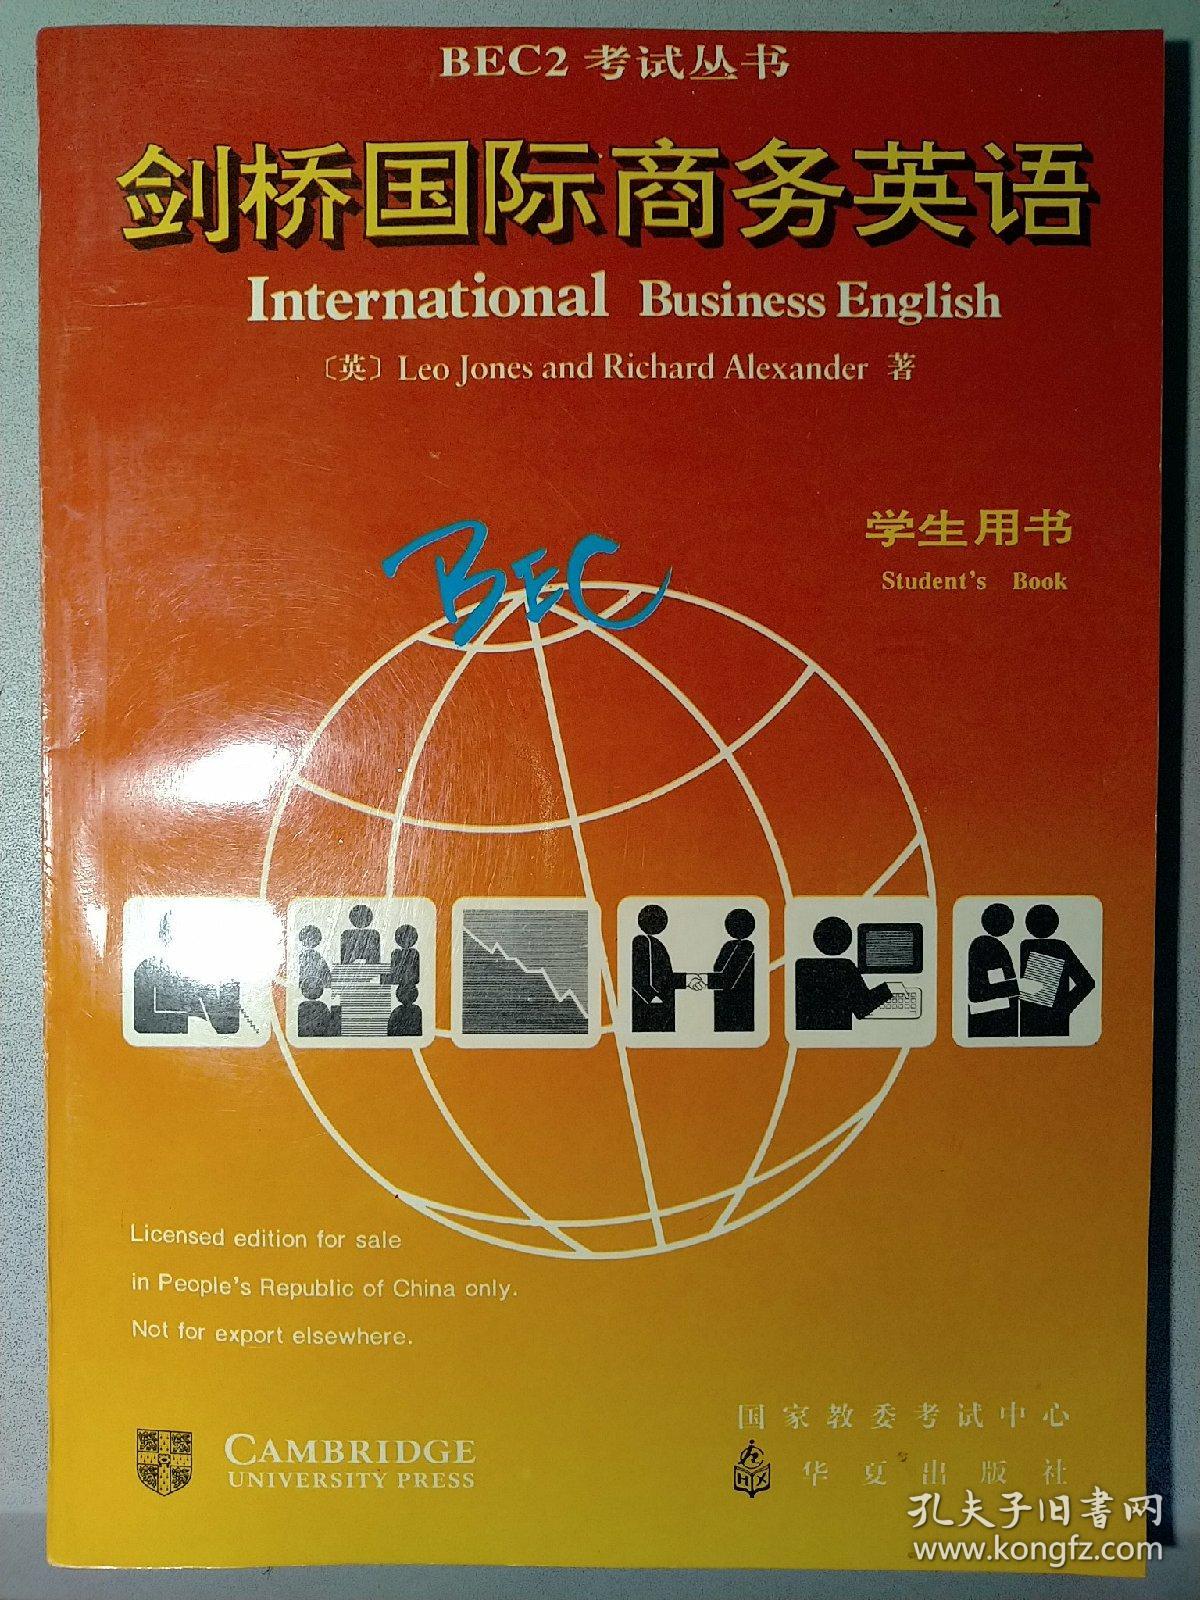 BEC2 考试丛书
剑桥国际商务英语
International Business English
〔英〕Leo Jones and Richard Alexander 著
学生用书
Student's Book
BEC
Licensed edition for sale
in People's Republic of China only.
Not for export elsewhere.
CAMBRIDGE
UNIVERSITY PRESS
国家教委考试中心
HX 华夏出版社
孔夫子旧书网
www.kongfz.com